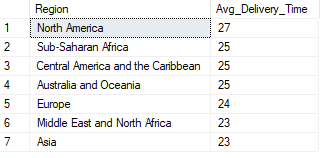 Region Avg_Delivery_Time
1 North America 27
2 Sub-Saharan Africa 25
3 Central America and the Caribbean 25
4 Australia and Oceania 25
5 Europe 24
6 Middle East and North Africa 23
7 Asia 23